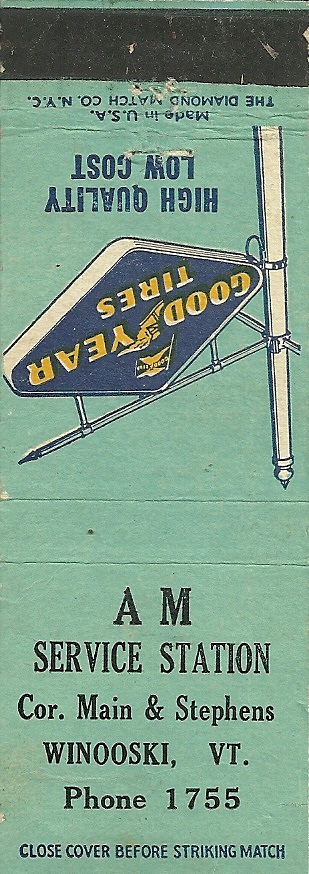 Made in U.S.A.
THE DIAMOND MATCH CO. N.Y.C.
HIGH QUALITY
LOW COST
GOOD YEAR
TIRES
A M
SERVICE STATION
Cor. Main & Stephens
WINOOSKI, VT.
Phone 1755
CLOSE COVER BEFORE STRIKING MATCH